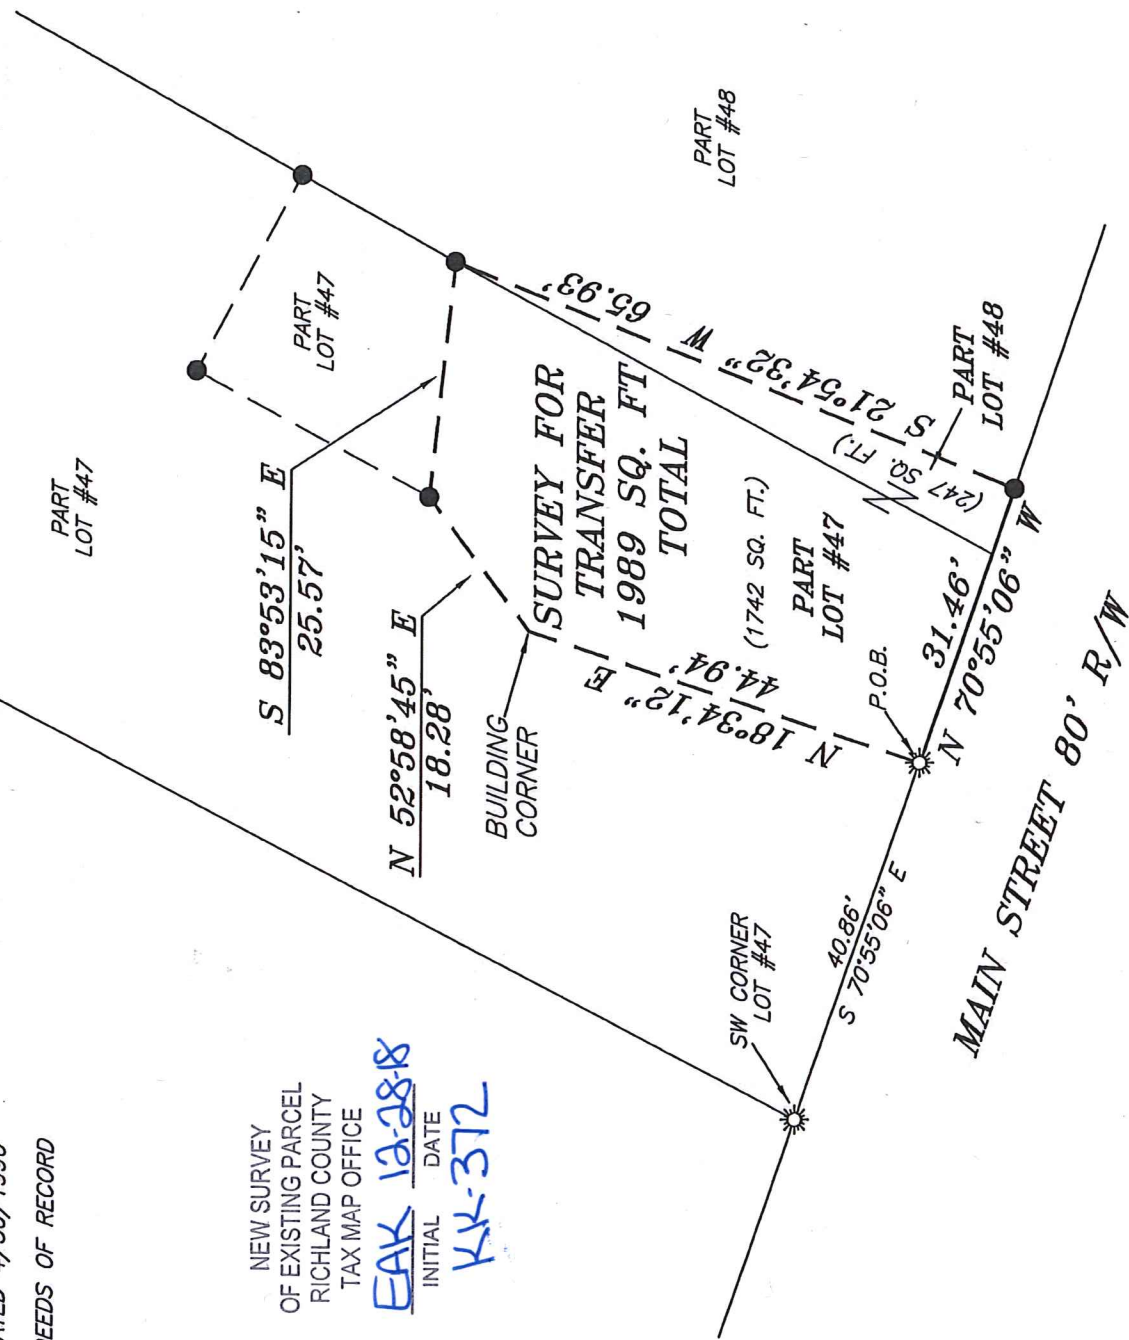 PART
LOT #47
PART
LOT #47
PART
LOT #48
S 83°53'15" E
25.57'
N 52°58'45" E
18.28'
BUILDING
CORNER
SURVEY FOR
TRANSFER
1989 SQ. FT
TOTAL
S 21°54'32" W 65.93'
N 18°34'12" E
44.94'
(1742 SQ. FT.)
PART
LOT #47
(247 SQ. FT.)
PART
LOT #48
P.O.B.
31.46'
N 70°55'06" W
SW CORNER
LOT #47
40.86'
S 70°55'06" E
MAIN STREET 80' R/W
DEEDS OF RECORD
NEW SURVEY
OF EXISTING PARCEL
RICHLAND COUNTY
TAX MAP OFFICE
EAK 12-28-18
INITIAL DATE
KK-372